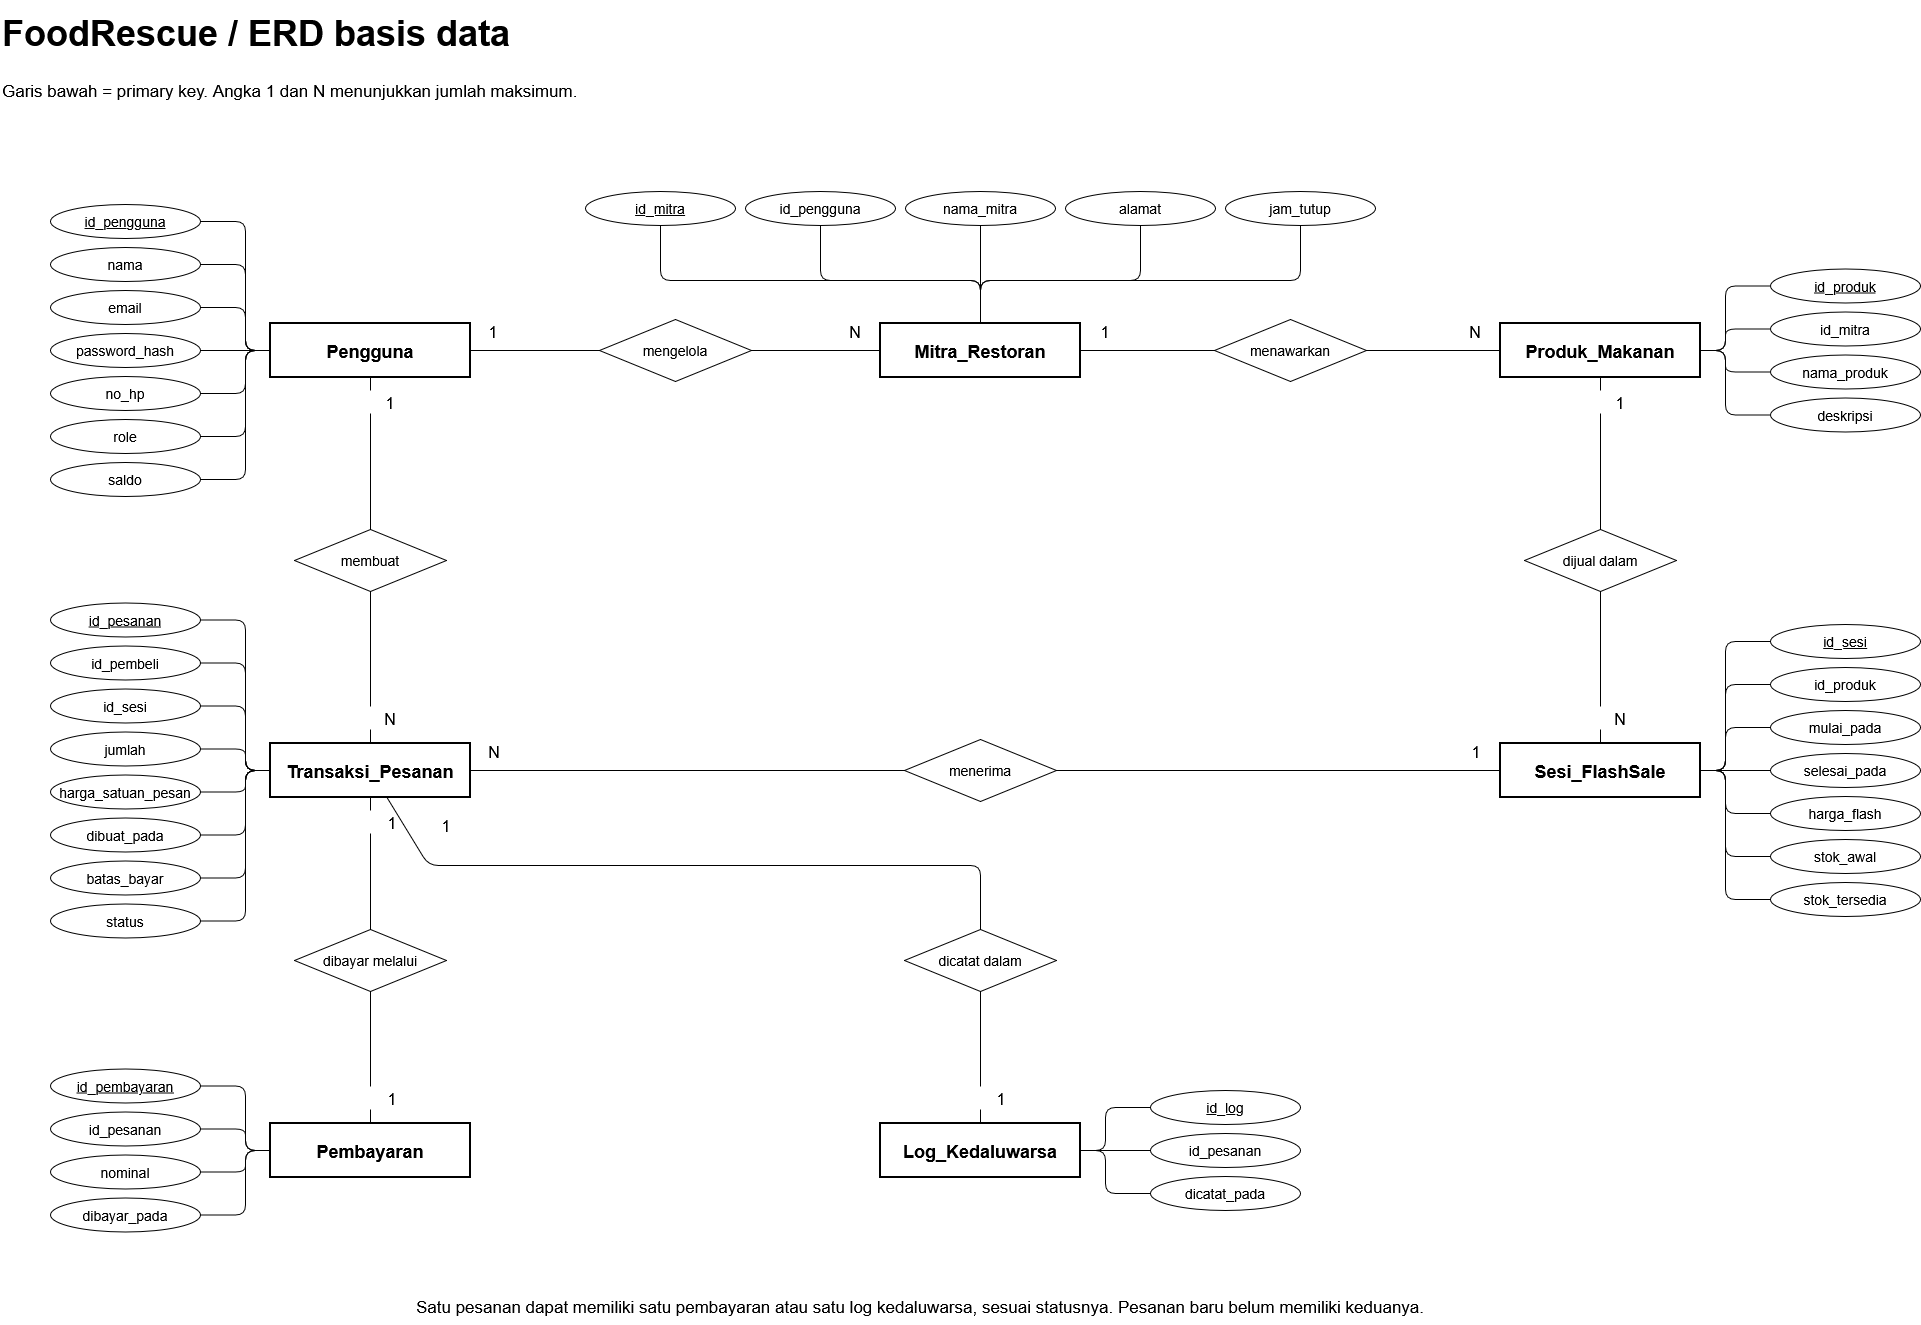 FoodRescue / ERD basis data
Garis bawah = primary key. Angka 1 dan N menunjukkan jumlah maksimum.
id_pengguna
nama
email
password_hash
no_hp
role
saldo
Pengguna
1
mengelola
N
id_mitra
id_pengguna
nama_mitra
alamat
jam_tutup
Mitra_Restoran
1
menawarkan
N
Produk_Makanan
id_produk
id_mitra
nama_produk
deskripsi
1
membuat
N
1
dijual dalam
N
id_pesanan
id_pembeli
id_sesi
jumlah
harga_satuan_pesan
dibuat_pada
batas_bayar
status
Transaksi_Pesanan
N
menerima
1
Sesi_FlashSale
id_sesi
id_produk
mulai_pada
selesai_pada
harga_flash
stok_awal
stok_tersedia
1
1
dibayar melalui
dicatat dalam
1
1
id_pembayaran
id_pesanan
nominal
dibayar_pada
Pembayaran
Log_Kedaluwarsa
id_log
id_pesanan
dicatat_pada
Satu pesanan dapat memiliki satu pembayaran atau satu log kedaluwarsa, sesuai statusnya. Pesanan baru belum memiliki keduanya.